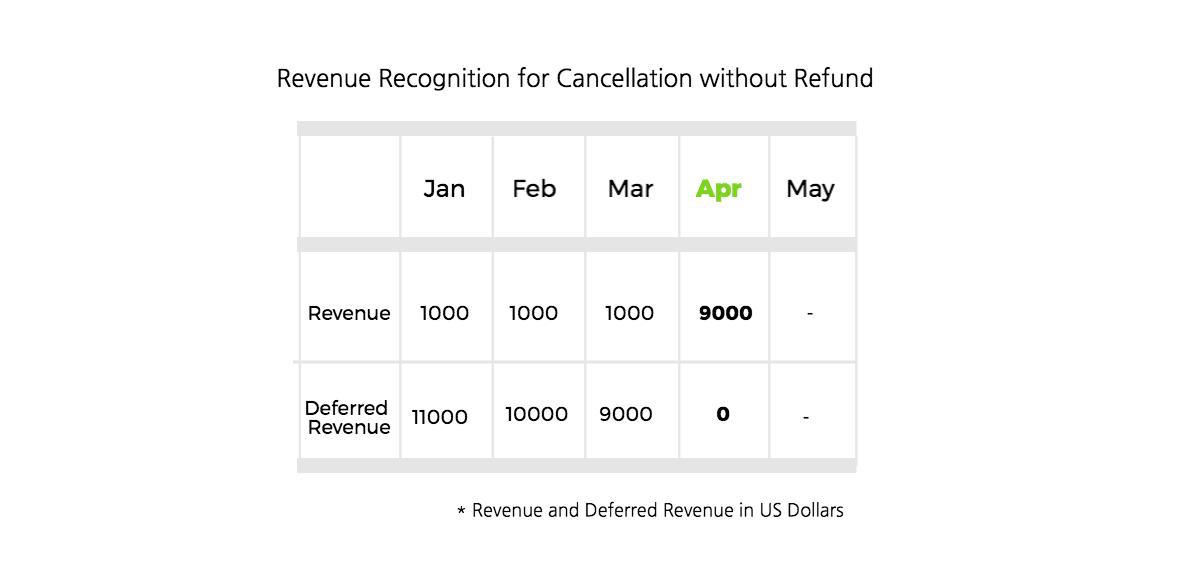 Revenue Recognition for Cancellation without Refund
Jan Feb Mar Apr May
Revenue 1000 1000 1000 9000 -
Deferred
Revenue 11000 10000 9000 0 -
* Revenue and Deferred Revenue in US Dollars